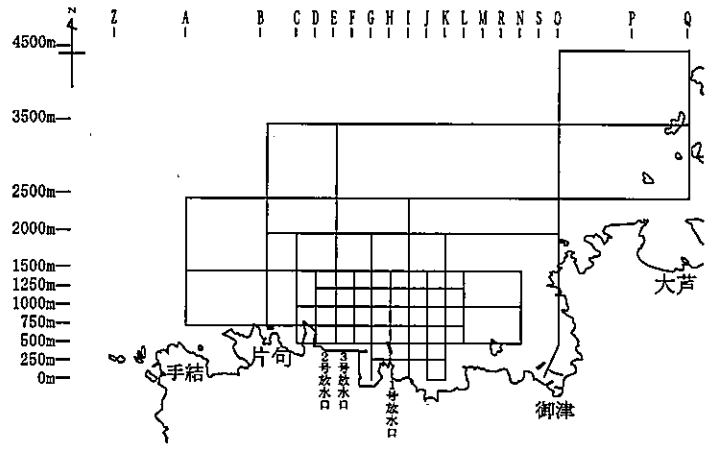 N
Z A B C D E F G H I J K L M R N S O P Q
4500m
3500m
2500m
2000m
1500m
1250m
1000m
750m
500m
250m
0m
手結
片句
2号放水口
3号放水口
1号放水口
御津
大芦